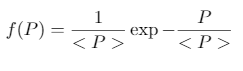 f(P) = \frac{1}{<P>} \exp - \frac{P}{<P>}